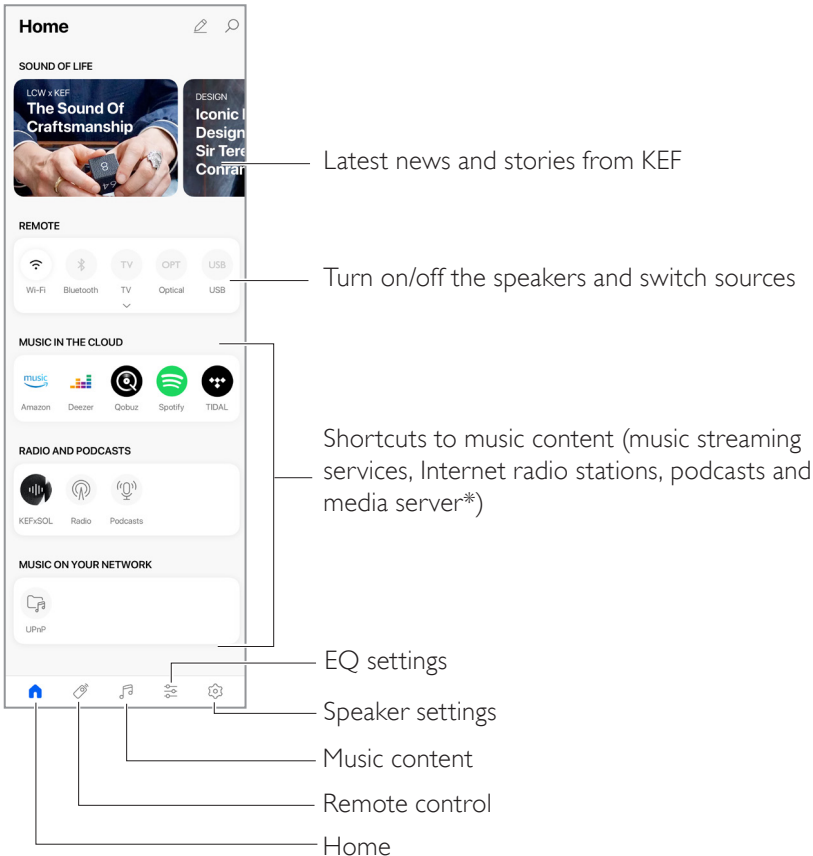 Home
SOUND OF LIFE
LCW x KEF
The Sound Of
Craftsmanship
8
64
DESIGN
Iconic
Design
Sir Tere
Conran
Latest news and stories from KEF
REMOTE
TV OPT USB
Wi-Fi Bluetooth TV Optical USB
Turn on/off the speakers and switch sources
MUSIC IN THE CLOUD
music
Amazon Deezer Qobuz Spotify TIDAL
Shortcuts to music content (music streaming
services, Internet radio stations, podcasts and
media server*)
RADIO AND PODCASTS
KEFxSOL Radio Podcasts
MUSIC ON YOUR NETWORK
UPnP
EQ settings
Speaker settings
Music content
Remote control
Home